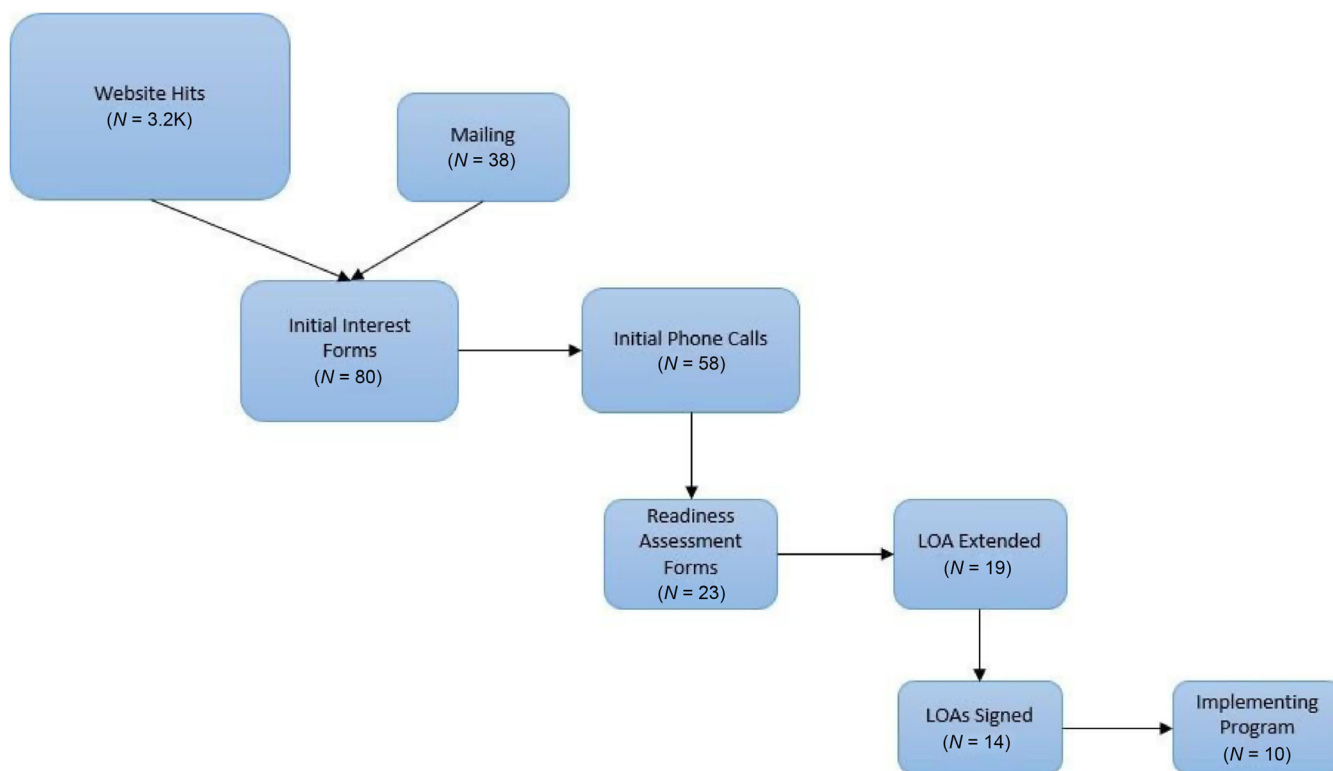 Website Hits
(N = 3.2K)
Mailing
(N = 38)
Initial Interest
Forms
(N = 80)
Initial Phone Calls
(N = 58)
Readiness
Assessment
Forms
(N = 23)
LOA Extended
(N = 19)
LOAs Signed
(N = 14)
Implementing
Program
(N = 10)